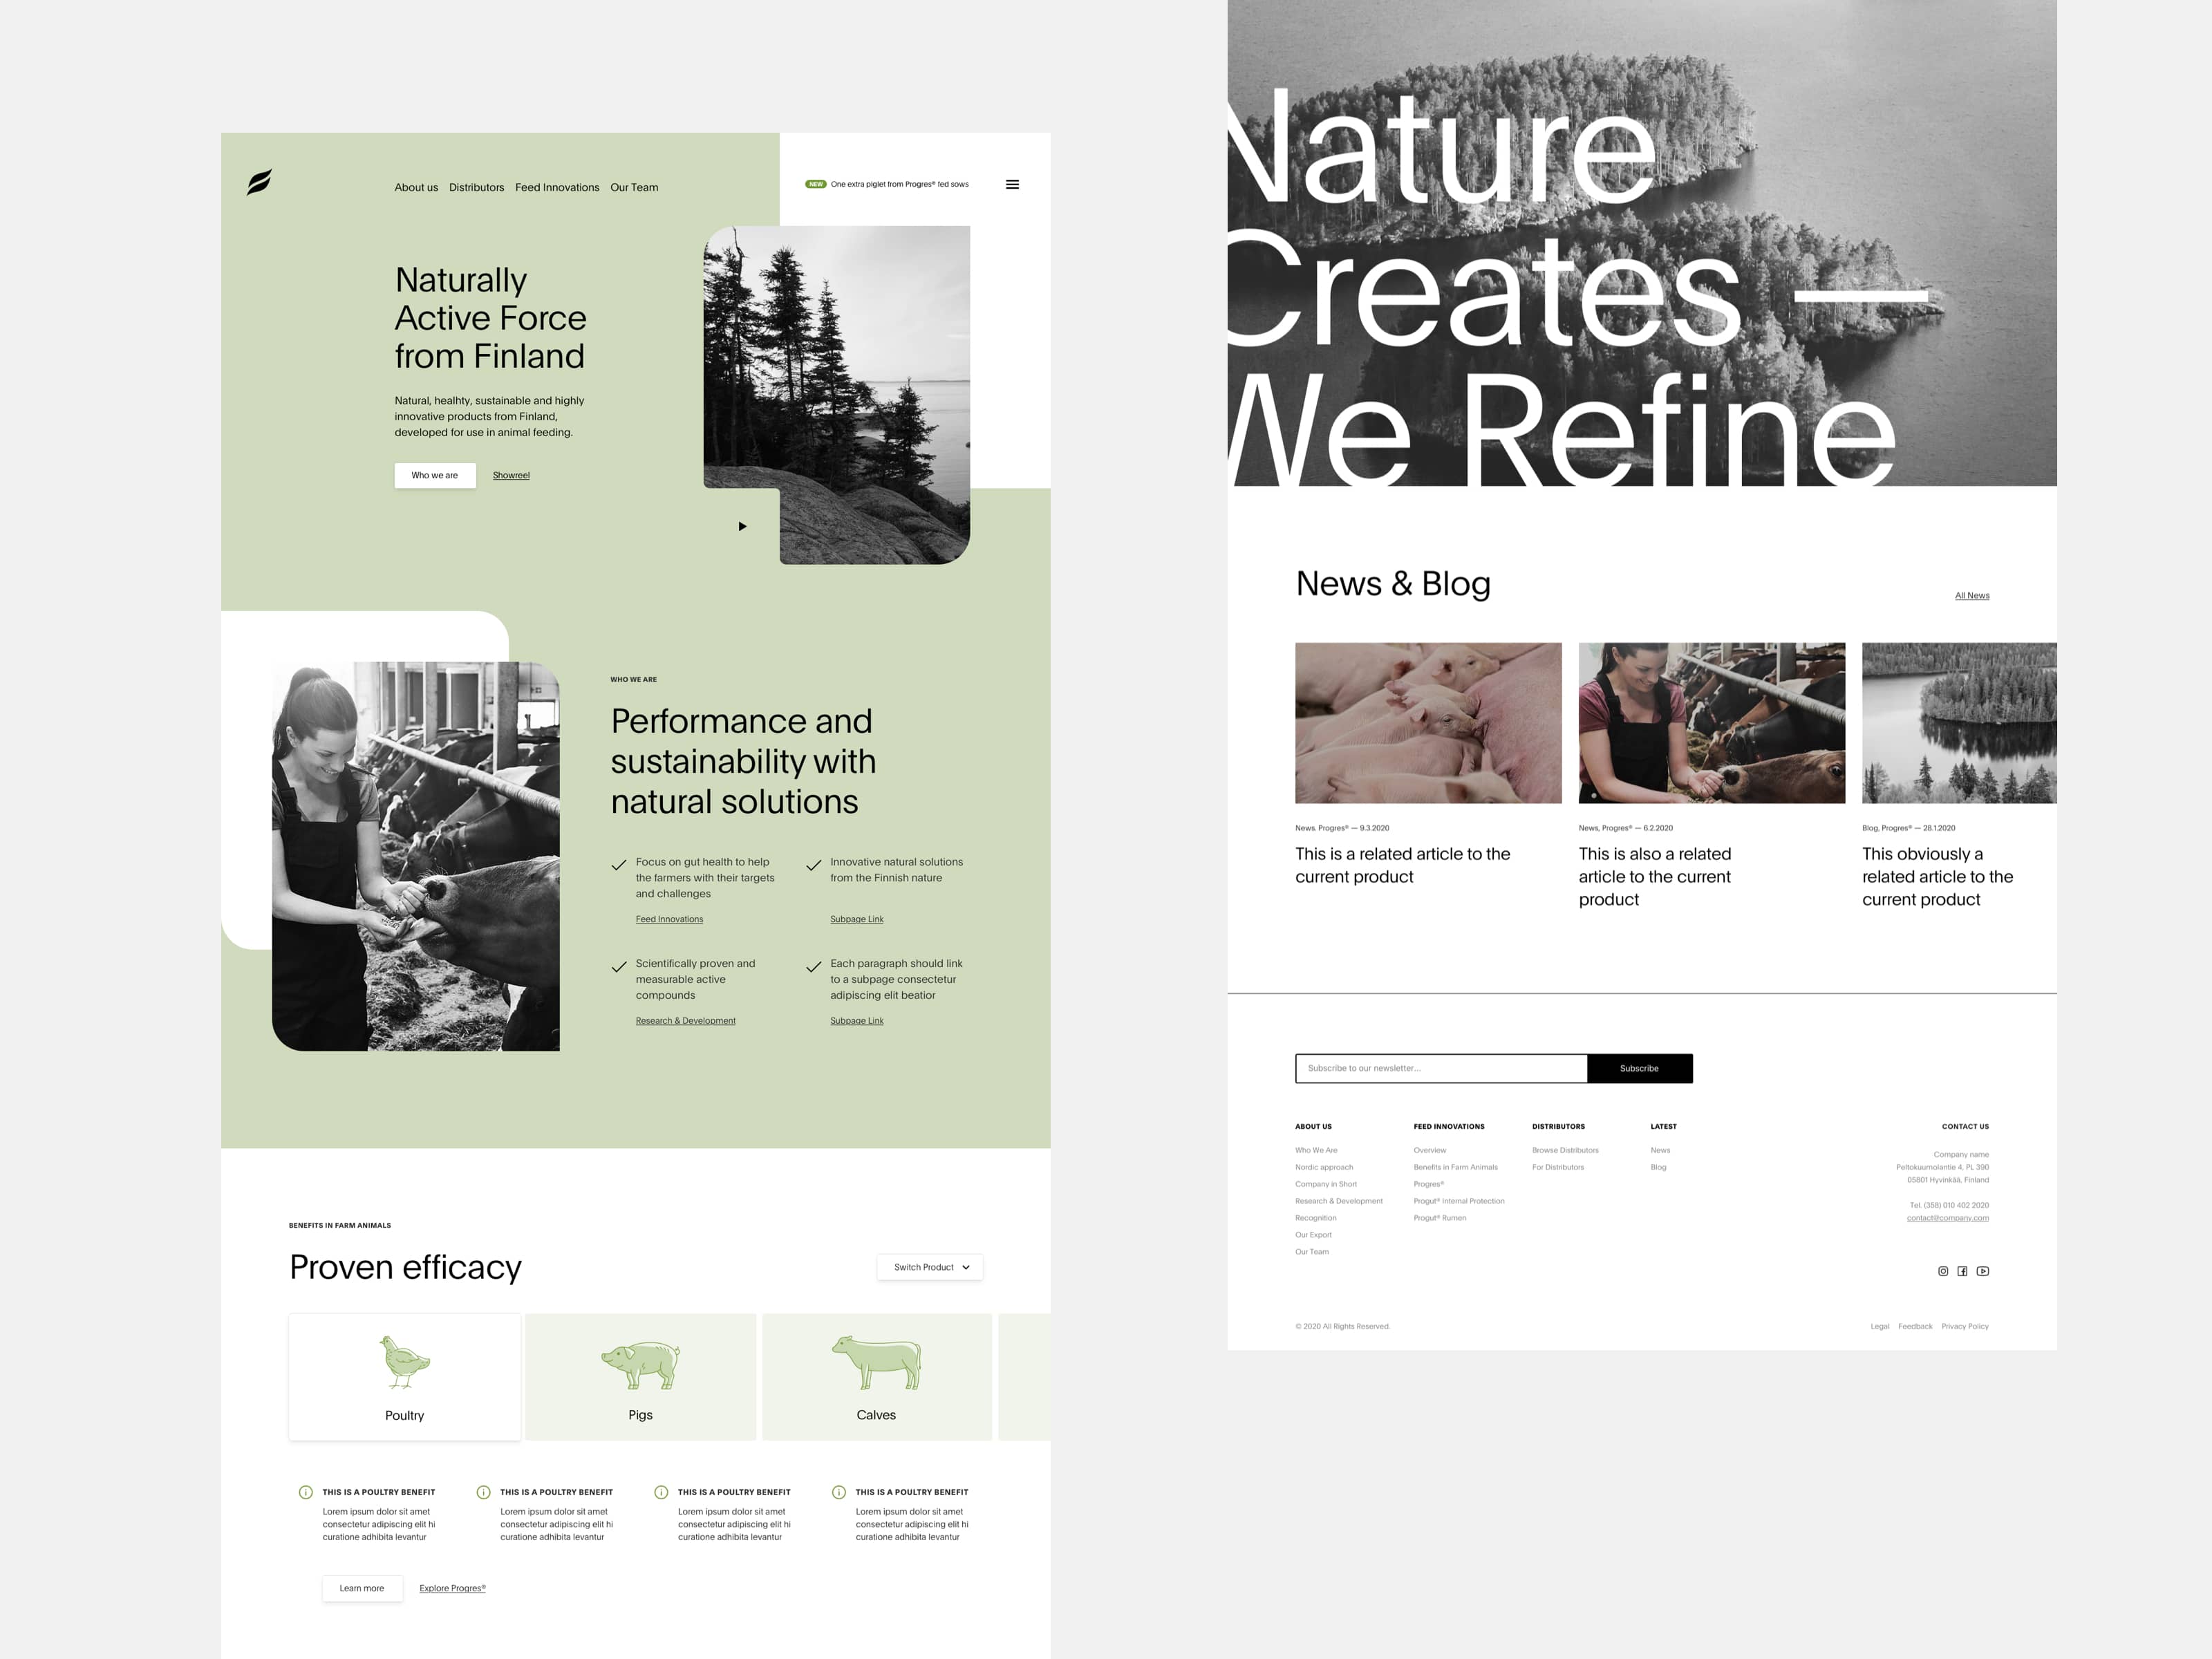 About us Distributors Feed Innovations Our Team
NEW One extra piglet from Progres® fed sows
Naturally
Active Force
from Finland
Natural, healhty, sustainable and highly
innovative products from Finland,
developed for use in animal feeding.
Who we are Showreel
WHO WE ARE
Performance and
sustainability with
natural solutions
Focus on gut health to help
the farmers with their targets
and challenges
Feed Innovations
Innovative natural solutions
from the Finnish nature
Subpage Link
Scientifically proven and
measurable active
compounds
Research & Development
Each paragraph should link
to a subpage consectetur
adipiscing elit beatior
Subpage Link
BENEFITS IN FARM ANIMALS
Proven efficacy
Switch Product
Poultry
Pigs
Calves
THIS IS A POULTRY BENEFIT
Lorem ipsum dolor sit amet
consectetur adipiscing elit hi
curatione adhibita levantur
THIS IS A POULTRY BENEFIT
Lorem ipsum dolor sit amet
consectetur adipiscing elit hi
curatione adhibita levantur
THIS IS A POULTRY BENEFIT
Lorem ipsum dolor sit amet
consectetur adipiscing elit hi
curatione adhibita levantur
THIS IS A POULTRY BENEFIT
Lorem ipsum dolor sit amet
consectetur adipiscing elit hi
curatione adhibita levantur
Learn more Explore Progres®
Nature
Creates —
We Refine
News & Blog
All News
News. Progres® — 9.3.2020
This is a related article to the
current product
News, Progres® — 6.2.2020
This is also a related
article to the current
product
Blog, Progres® — 28.1.2020
This obviously a
related article to the
current product
Subscribe to our newsletter...
Subscribe
ABOUT US
Who We Are
Nordic approach
Company in Short
Research & Development
Recognition
Our Export
Our Team
FEED INNOVATIONS
Overview
Benefits in Farm Animals
Progres®
Progut® Internal Protection
Progut® Rumen
DISTRIBUTORS
Browse Distributors
For Distributors
LATEST
News
Blog
CONTACT US
Company name
Peltokuumolantie 4, PL 390
05801 Hyvinkää, Finland
Tel. (358) 010 402 2020
contact@company.com
© 2020 All Rights Reserved.
Legal Feedback Privacy Policy